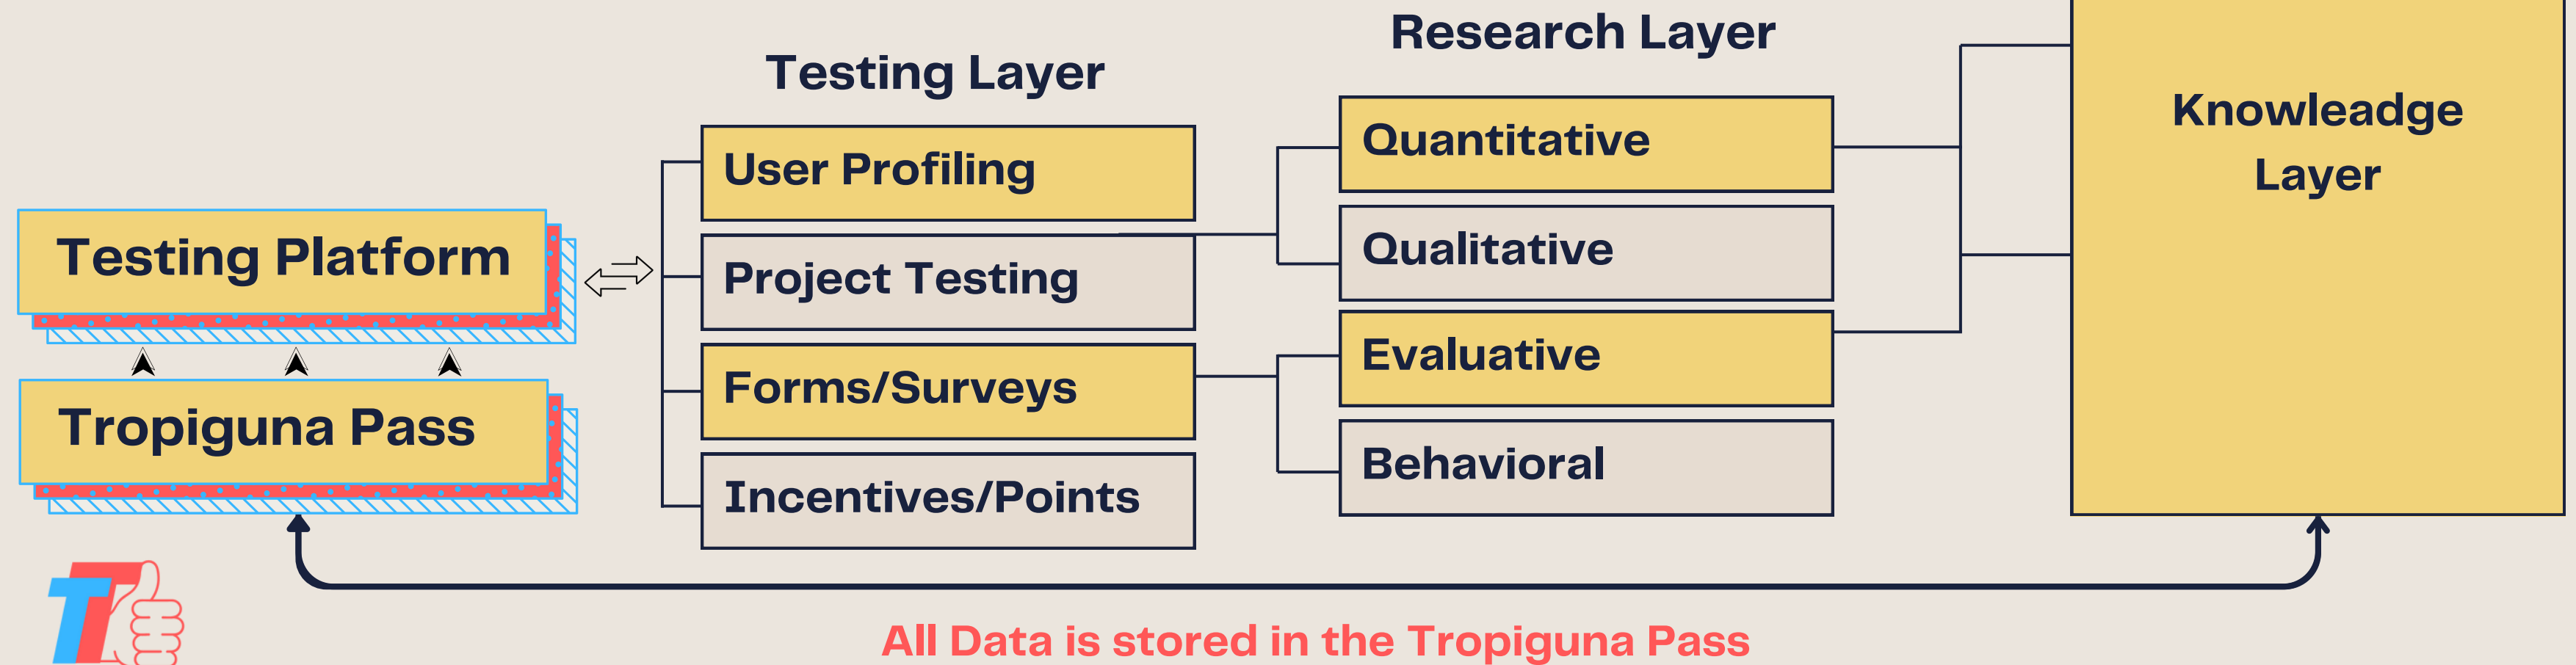 Research Layer
Testing Layer
Knowleadge
Layer
Quantitative
User Profiling
Qualitative
Testing Platform
Project Testing
Evaluative
Forms/Surveys
Tropiguna Pass
Behavioral
Incentives/Points
TT
All Data is stored in the Tropiguna Pass